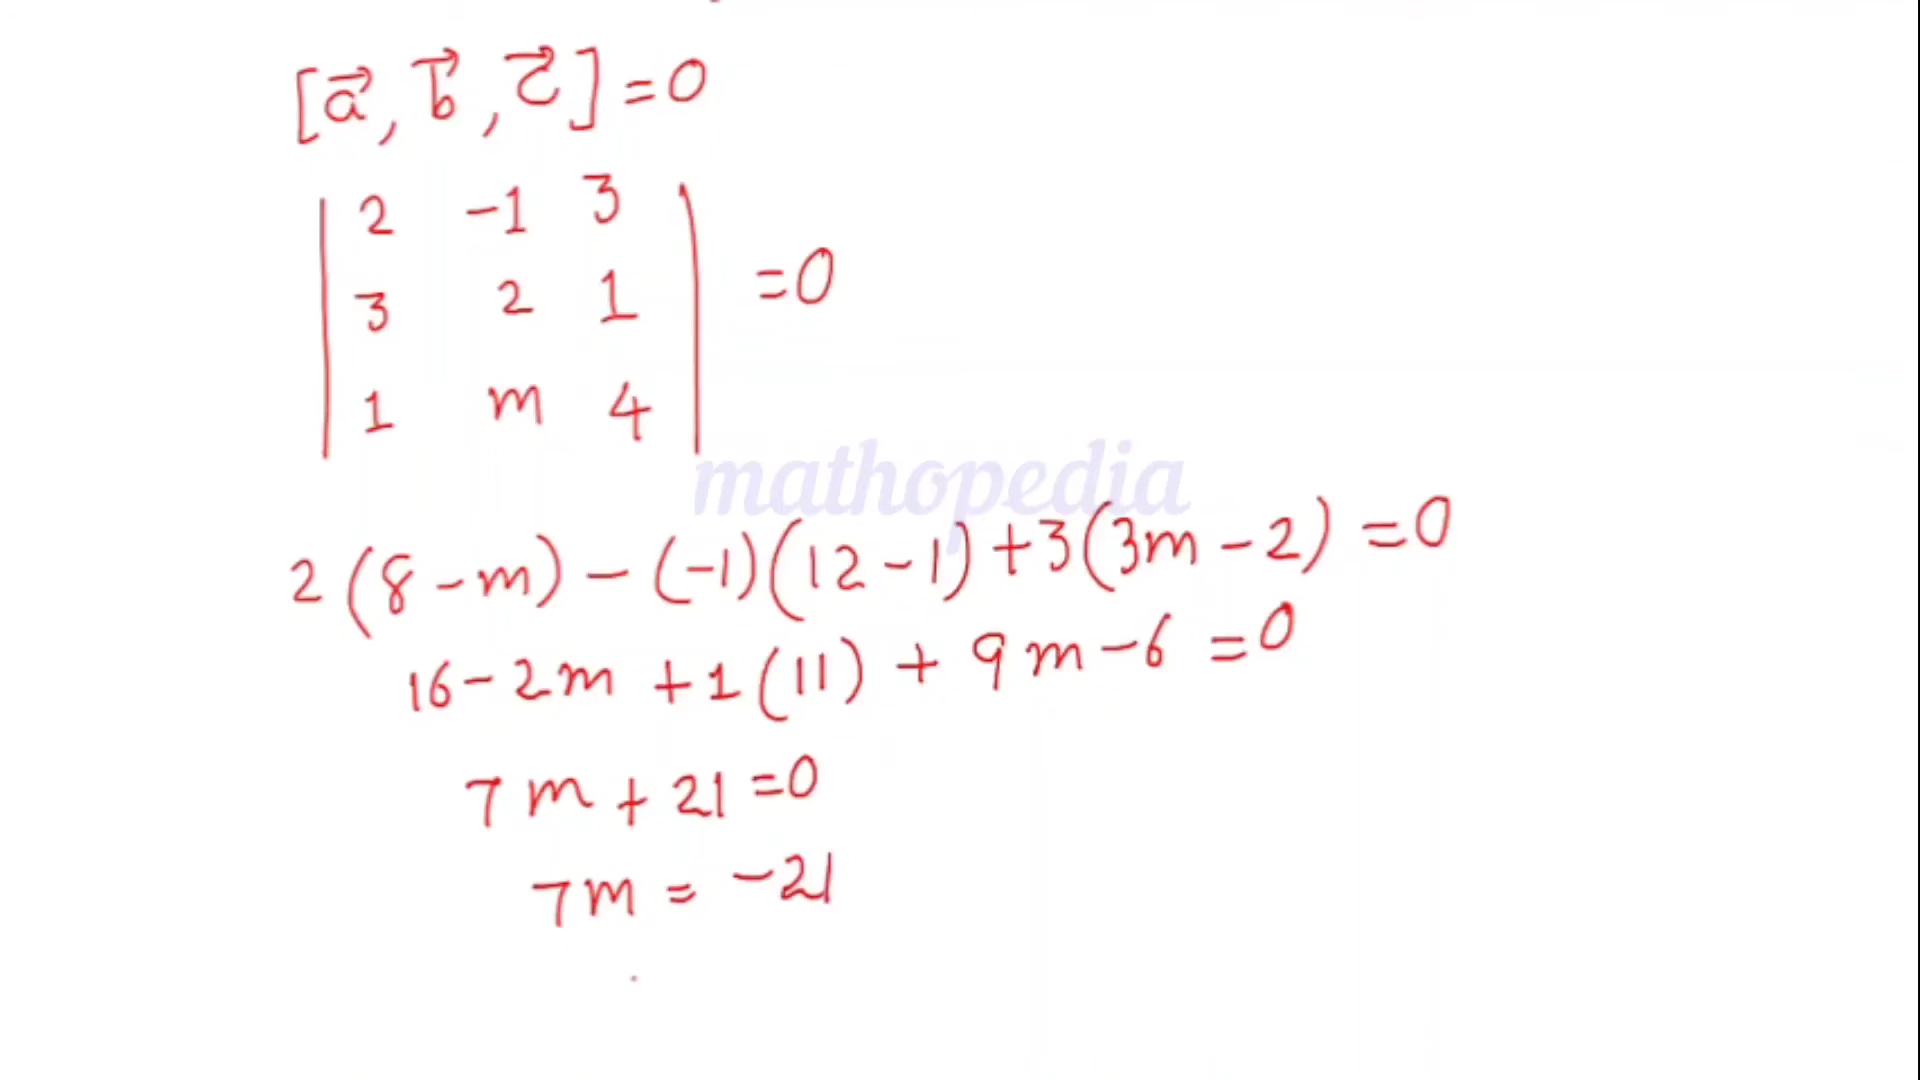 [a⃗, b⃗, c⃗] = 0
| 2 -1 3 |
| 3 2 1 | = 0
| 1 m 4 |
mathopedia
2(8-m) - (-1)(12-1) + 3(3m-2) = 0
16 - 2m + 1(11) + 9m - 6 = 0
7m + 21 = 0
7m = -21